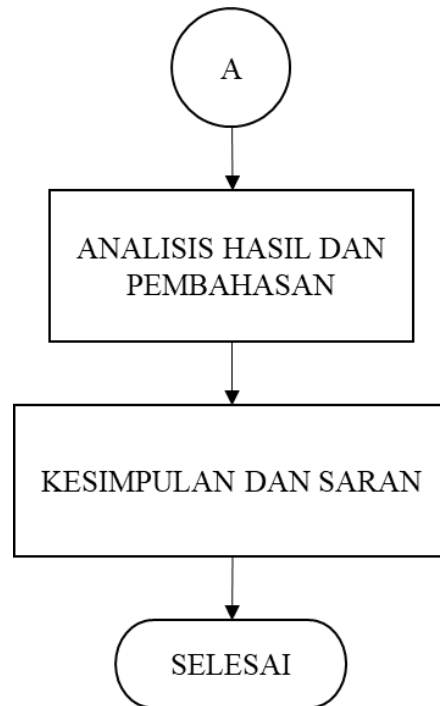 A
ANALISIS HASIL DAN
PEMBAHASAN
KESIMPULAN DAN SARAN
SELESAI